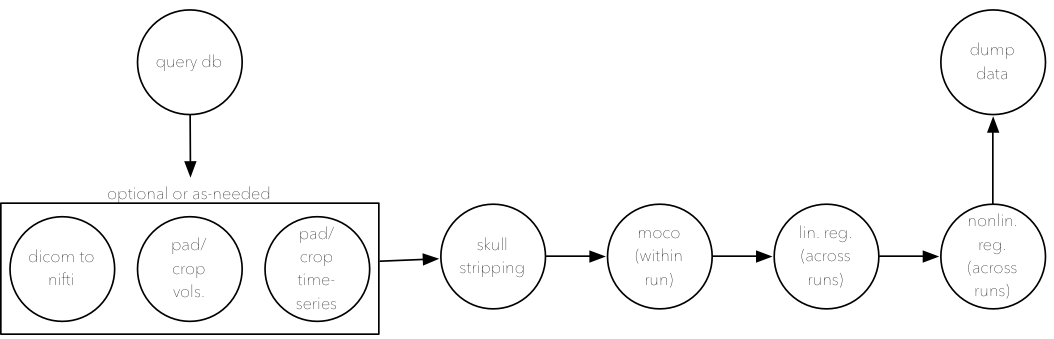 query db
dump
data
optional or as-needed
dicom to
nifti
pad/
crop
vols.
pad/
crop
time-
series
skull
stripping
moco
(within
run)
lin. reg.
(across
runs)
nonlin.
reg.
(across
runs)